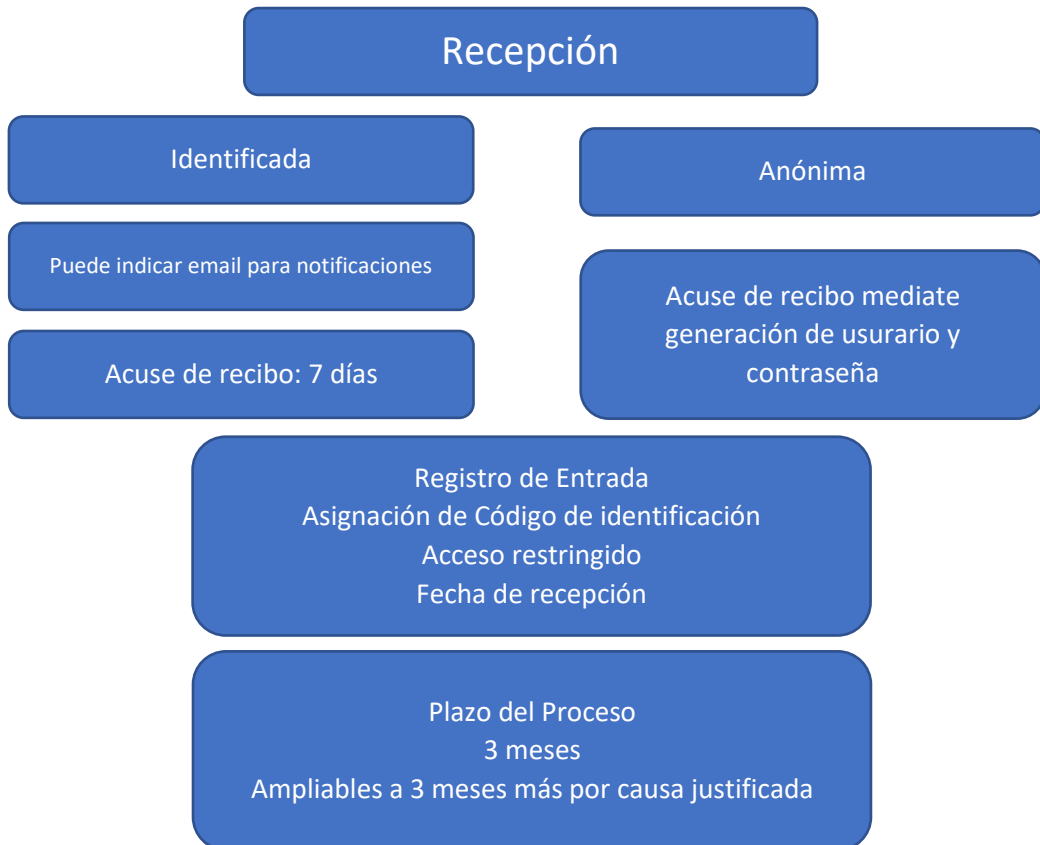 Recepción
Identificada
Puede indicar email para notificaciones
Acuse de recibo: 7 días
Anónima
Acuse de recibo mediate
generación de usurario y
contraseña
Registro de Entrada
Asignación de Código de identificación
Acceso restringido
Fecha de recepción
Plazo del Proceso
3 meses
Ampliables a 3 meses más por causa justificada